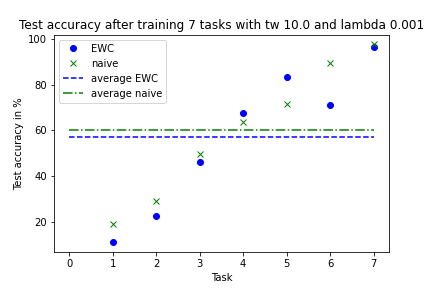 Test accuracy after training 7 tasks with tw 10.0 and lambda 0.001
100
80
60
40
20
Test accuracy in %
EWC
naive
average EWC
average naive
0 1 2 3 4 5 6 7
Task